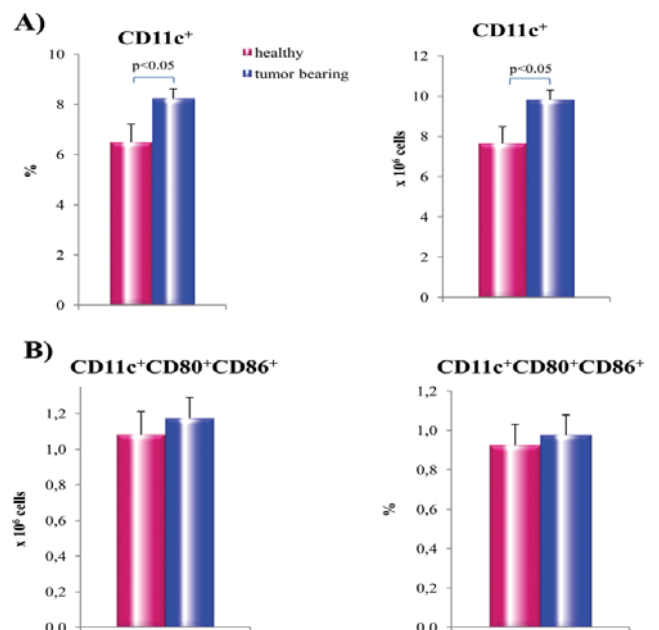 A)
CD11c⁺
healthy
tumor bearing
p<0.05
10
8
6
4
2
0
%
CD11c⁺
p<0.05
12
10
8
6
4
2
0
x 10⁶ cells
B)
CD11c⁺CD80⁺CD86⁺
1,2
1,0
0,8
0,6
0,4
0,2
0,0
x 10⁶ cells
CD11c⁺CD80⁺CD86⁺
1,2
1,0
0,8
0,6
0,4
0,2
0,0
%